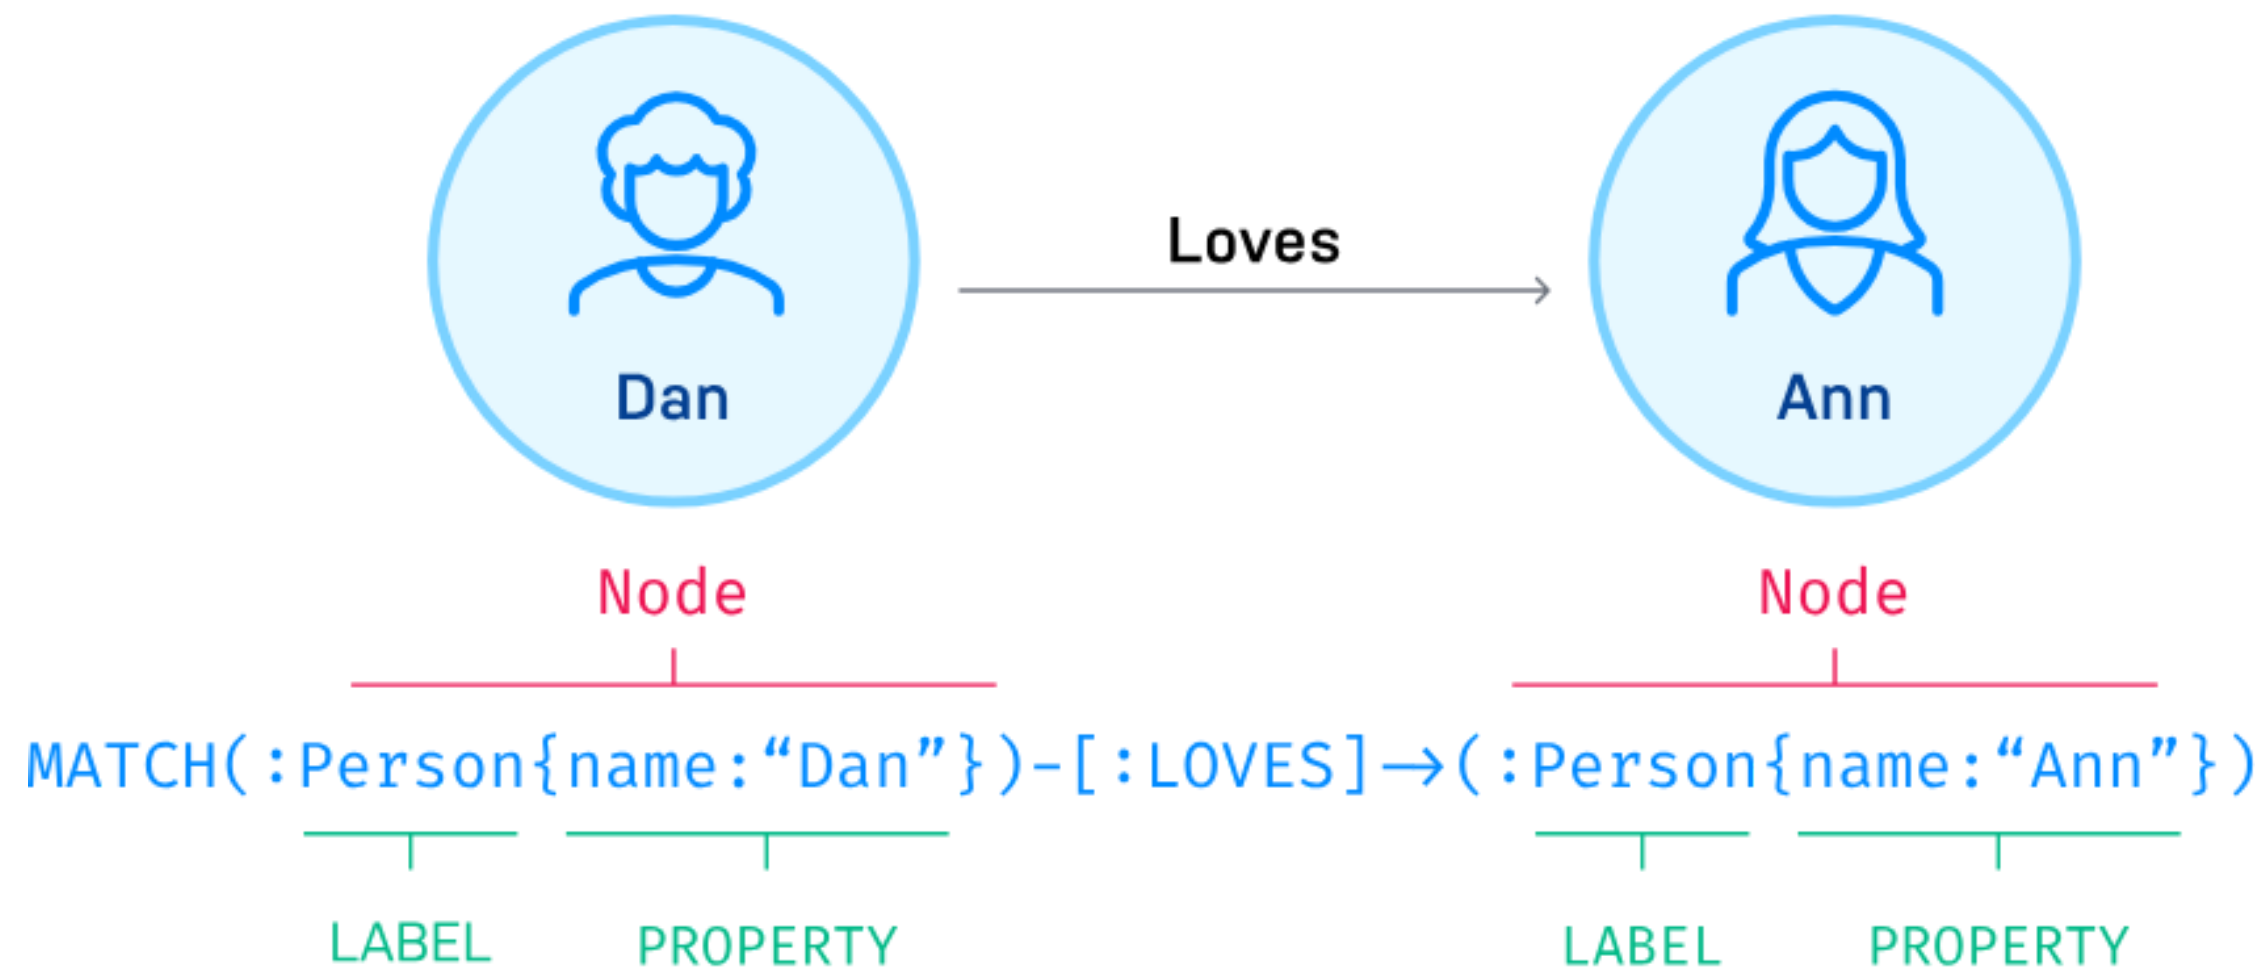 Loves
Dan
Ann
Node
Node
MATCH(:Person{name:“Dan”})-[:LOVES]→(:Person{name:“Ann”})
LABEL
PROPERTY
LABEL
PROPERTY